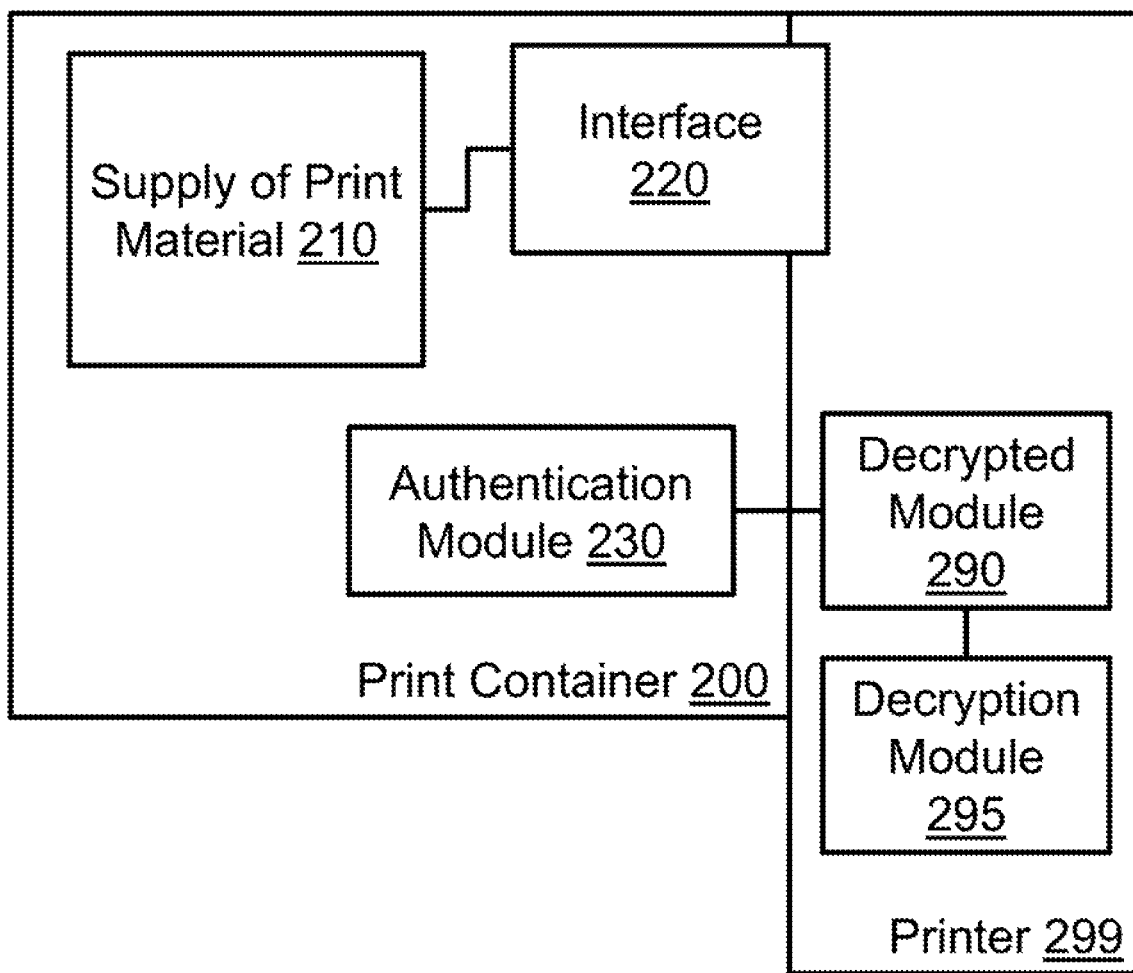 Supply of Print
Material 210
Interface
220
Authentication
Module 230
Decrypted
Module
290
Print Container 200
Decryption
Module
295
Printer 299